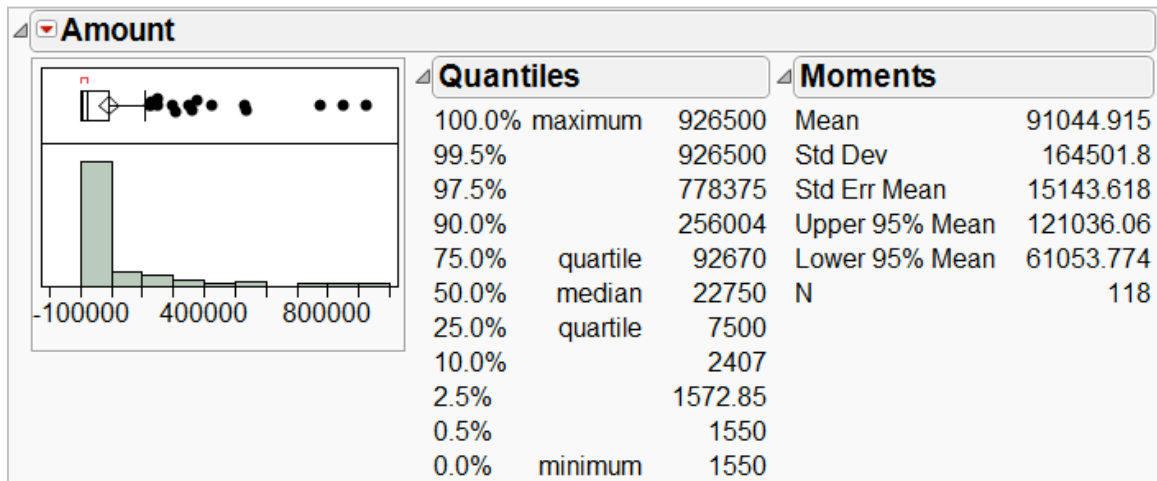 Amount
-100000 400000 800000
Quantiles
100.0% maximum 926500
99.5% 926500
97.5% 778375
90.0% 256004
75.0% quartile 92670
50.0% median 22750
25.0% quartile 7500
10.0% 2407
2.5% 1572.85
0.5% 1550
0.0% minimum 1550
Moments
Mean 91044.915
Std Dev 164501.8
Std Err Mean 15143.618
Upper 95% Mean 121036.06
Lower 95% Mean 61053.774
N 118